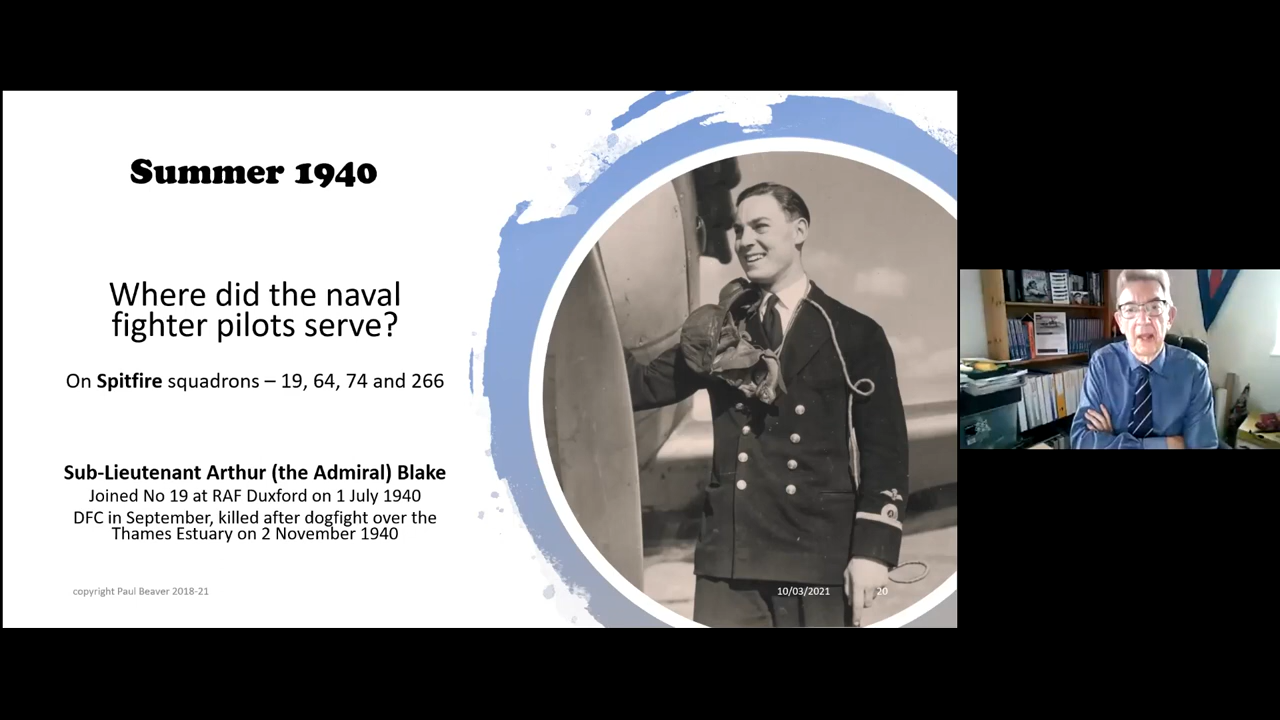 Summer 1940
Where did the naval
fighter pilots serve?
On Spitfire squadrons – 19, 64, 74 and 266
Sub-Lieutenant Arthur (the Admiral) Blake
Joined No 19 at RAF Duxford on 1 July 1940
DFC in September, killed after dogfight over the
Thames Estuary on 2 November 1940
copyright Paul Beaver 2018-21
10/03/2021
20